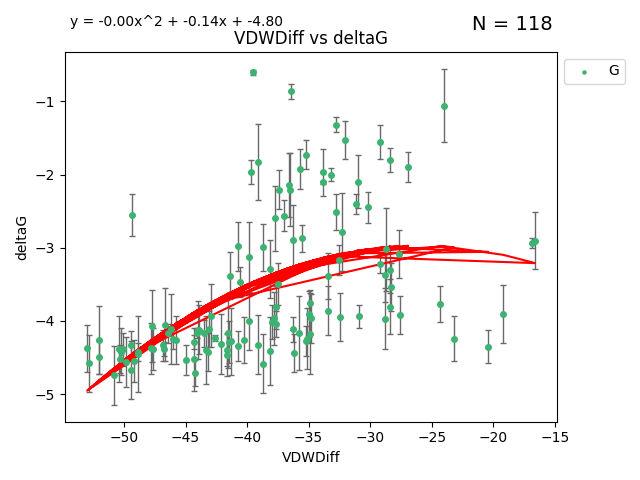 y = -0.00x^2 + -0.14x + -4.80
N = 118
VDWDiff vs deltaG
G
−1
−2
−3
−4
−5
deltaG
−50
−45
−40
−35
−30
−25
−20
−15
VDWDiff